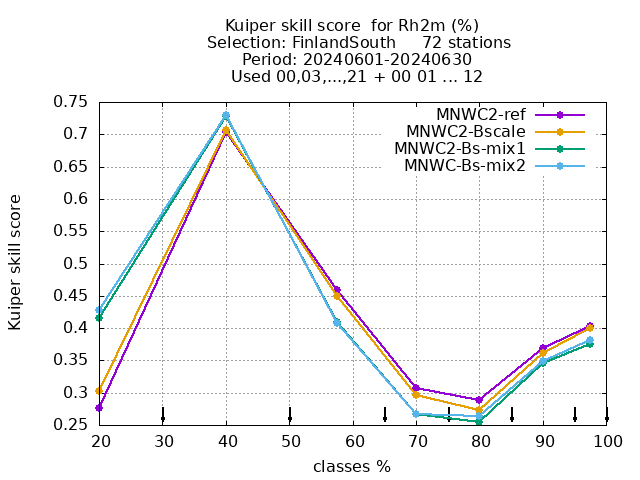 Kuiper skill score  for Rh2m (%)
Selection: FinlandSouth     72 stations
Period: 20240601-20240630
Used 00,03,...,21 + 00 01 ... 12
MNWC2-ref
MNWC2-Bscale
MNWC2-Bs-mix1
MNWC-Bs-mix2
Kuiper skill score
0.75
0.7
0.65
0.6
0.55
0.5
0.45
0.4
0.35
0.3
0.25
20 30 40 50 60 70 80 90 100
classes %